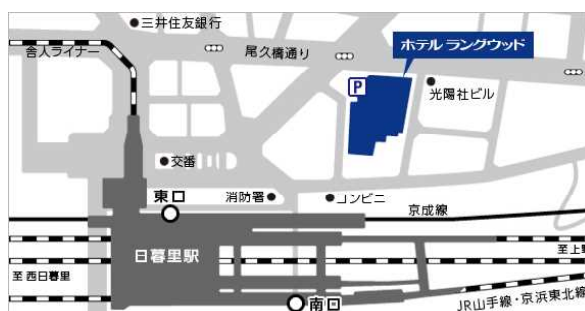 三井住友銀行
舎人ライナー
尾久橋通り
ホテル ラングウッド
P
光陽社ビル
交番
東口
消防署
コンビニ
京成線
日暮里駅
至上野
至西日暮里
南口
JR山手線・京浜東北線